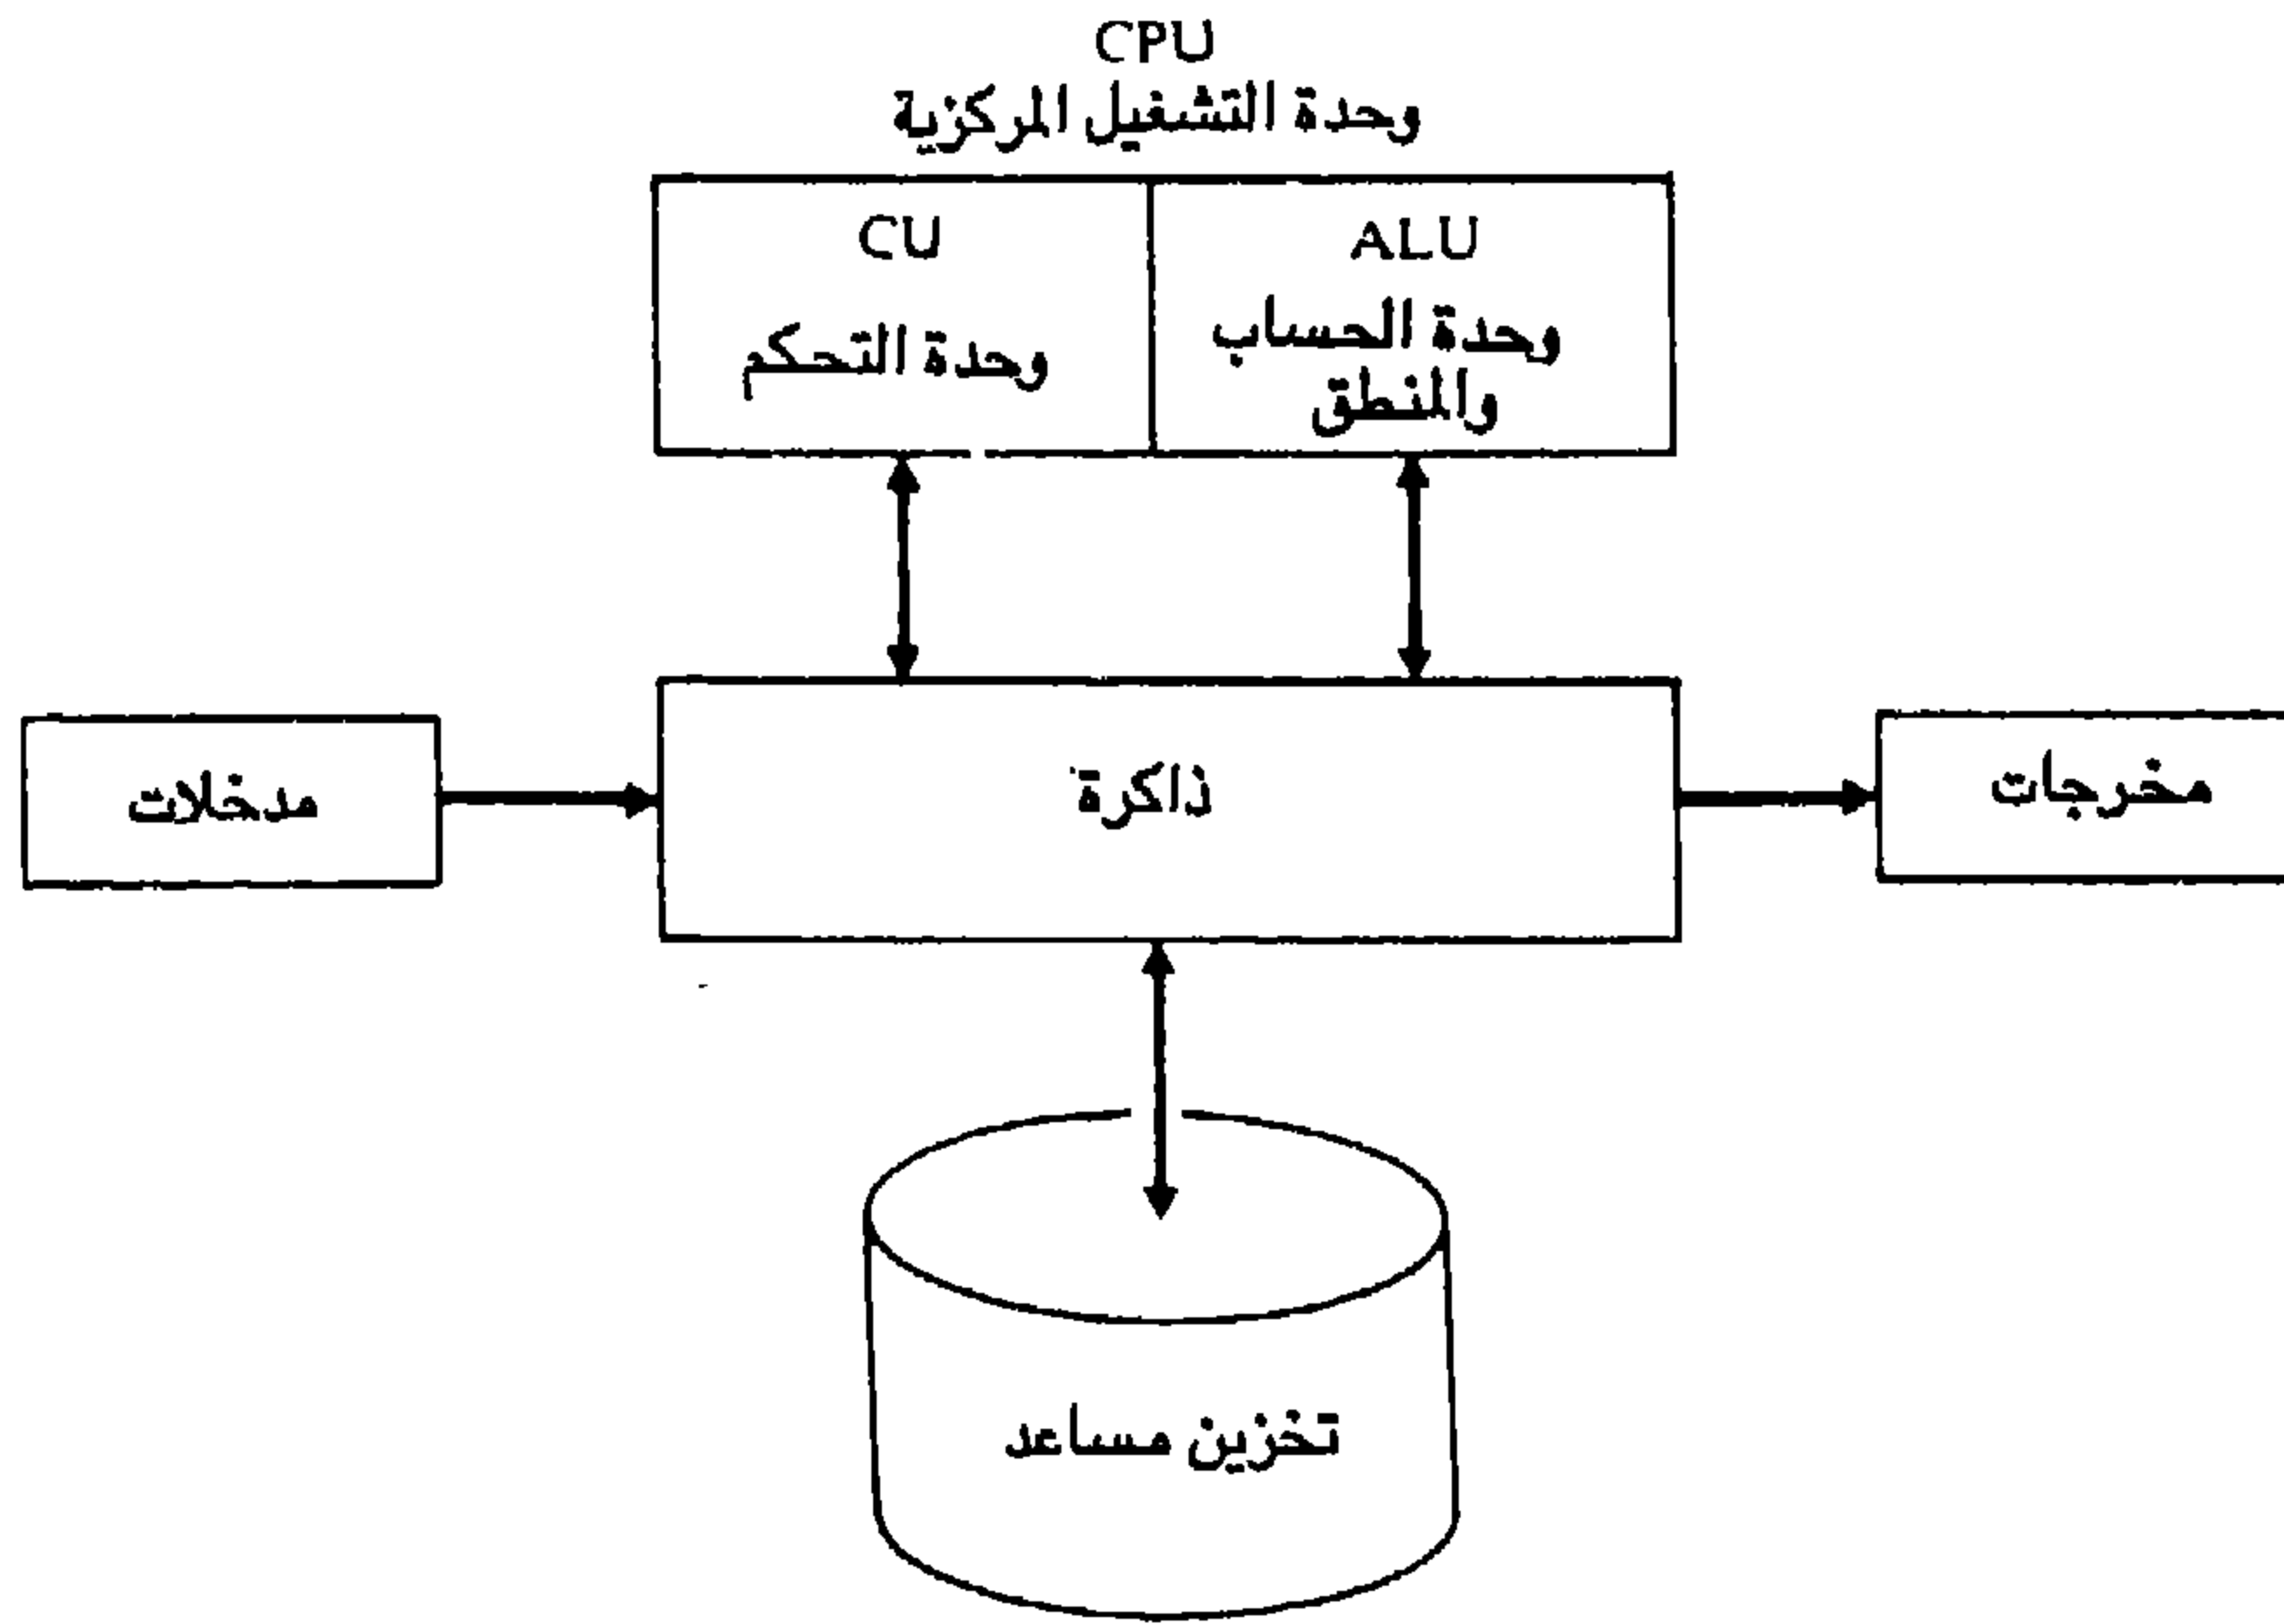 CPU
وحدة التشغيل المركزية
CU
وحدة التحكم
ALU
وحدة الحساب
والمنطق
مدخلات
ذاكرة
مخرجات
تخزين مساعد